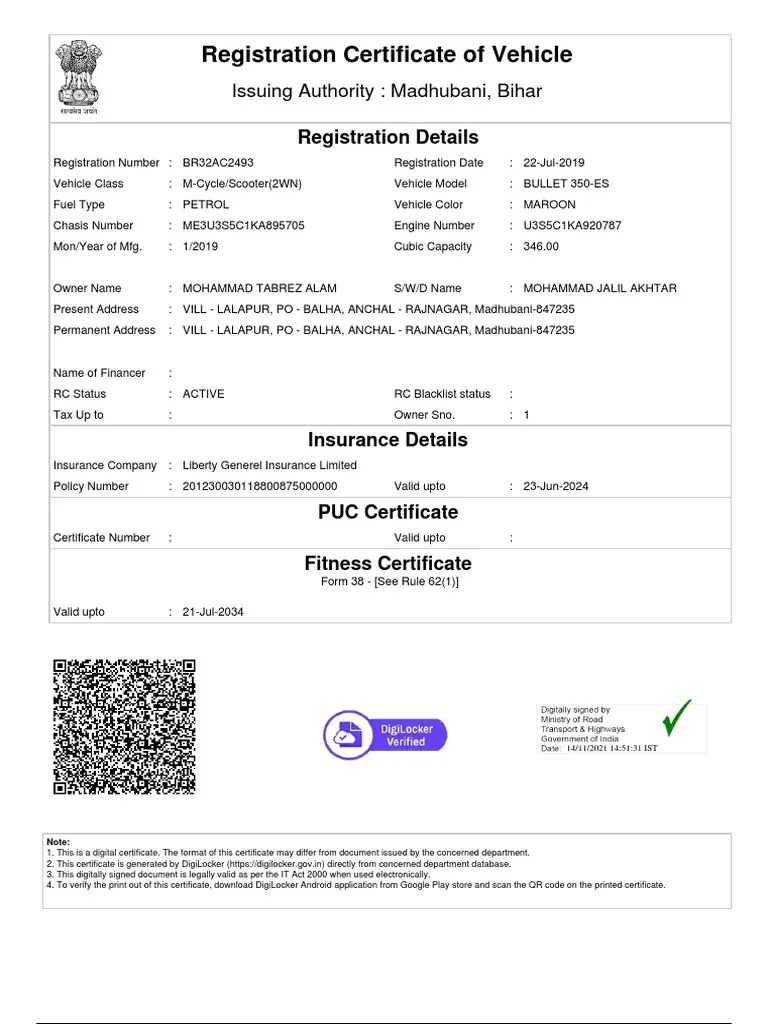 सत्यमेव जयते
Registration Certificate of Vehicle
Issuing Authority : Madhubani, Bihar
Registration Details
Registration Number : BR32AC2493 Registration Date : 22-Jul-2019
Vehicle Class : M-Cycle/Scooter(2WN) Vehicle Model : BULLET 350-ES
Fuel Type : PETROL Vehicle Color : MAROON
Chasis Number : ME3U3S5C1KA895705 Engine Number : U3S5C1KA920787
Mon/Year of Mfg. : 1/2019 Cubic Capacity : 346.00
Owner Name : MOHAMMAD TABREZ ALAM S/W/D Name : MOHAMMAD JALIL AKHTAR
Present Address : VILL - LALAPUR, PO - BALHA, ANCHAL - RAJNAGAR, Madhubani-847235
Permanent Address : VILL - LALAPUR, PO - BALHA, ANCHAL - RAJNAGAR, Madhubani-847235
Name of Financer :
RC Status : ACTIVE RC Blacklist status :
Tax Up to : Owner Sno. : 1
Insurance Details
Insurance Company : Liberty Generel Insurance Limited
Policy Number : 201230030118800875000000 Valid upto : 23-Jun-2024
PUC Certificate
Certificate Number : Valid upto :
Fitness Certificate
Form 38 - [See Rule 62(1)]
Valid upto : 21-Jul-2034
DigiLocker
Verified
Digitally signed by
Ministry of Road
Transport & Highways
Government of India
Date: 14/11/2021 14:51:31 IST
Note:
1. This is a digital certificate. The format of this certificate may differ from document issued by the concerned department.
2. This certificate is generated by DigiLocker (https://digilocker.gov.in) directly from concerned department database.
3. This digitally signed document is legally valid as per the IT Act 2000 when used electronically.
4. To verify the print out of this certificate, download DigiLocker Android application from Google Play store and scan the QR code on the printed certificate.